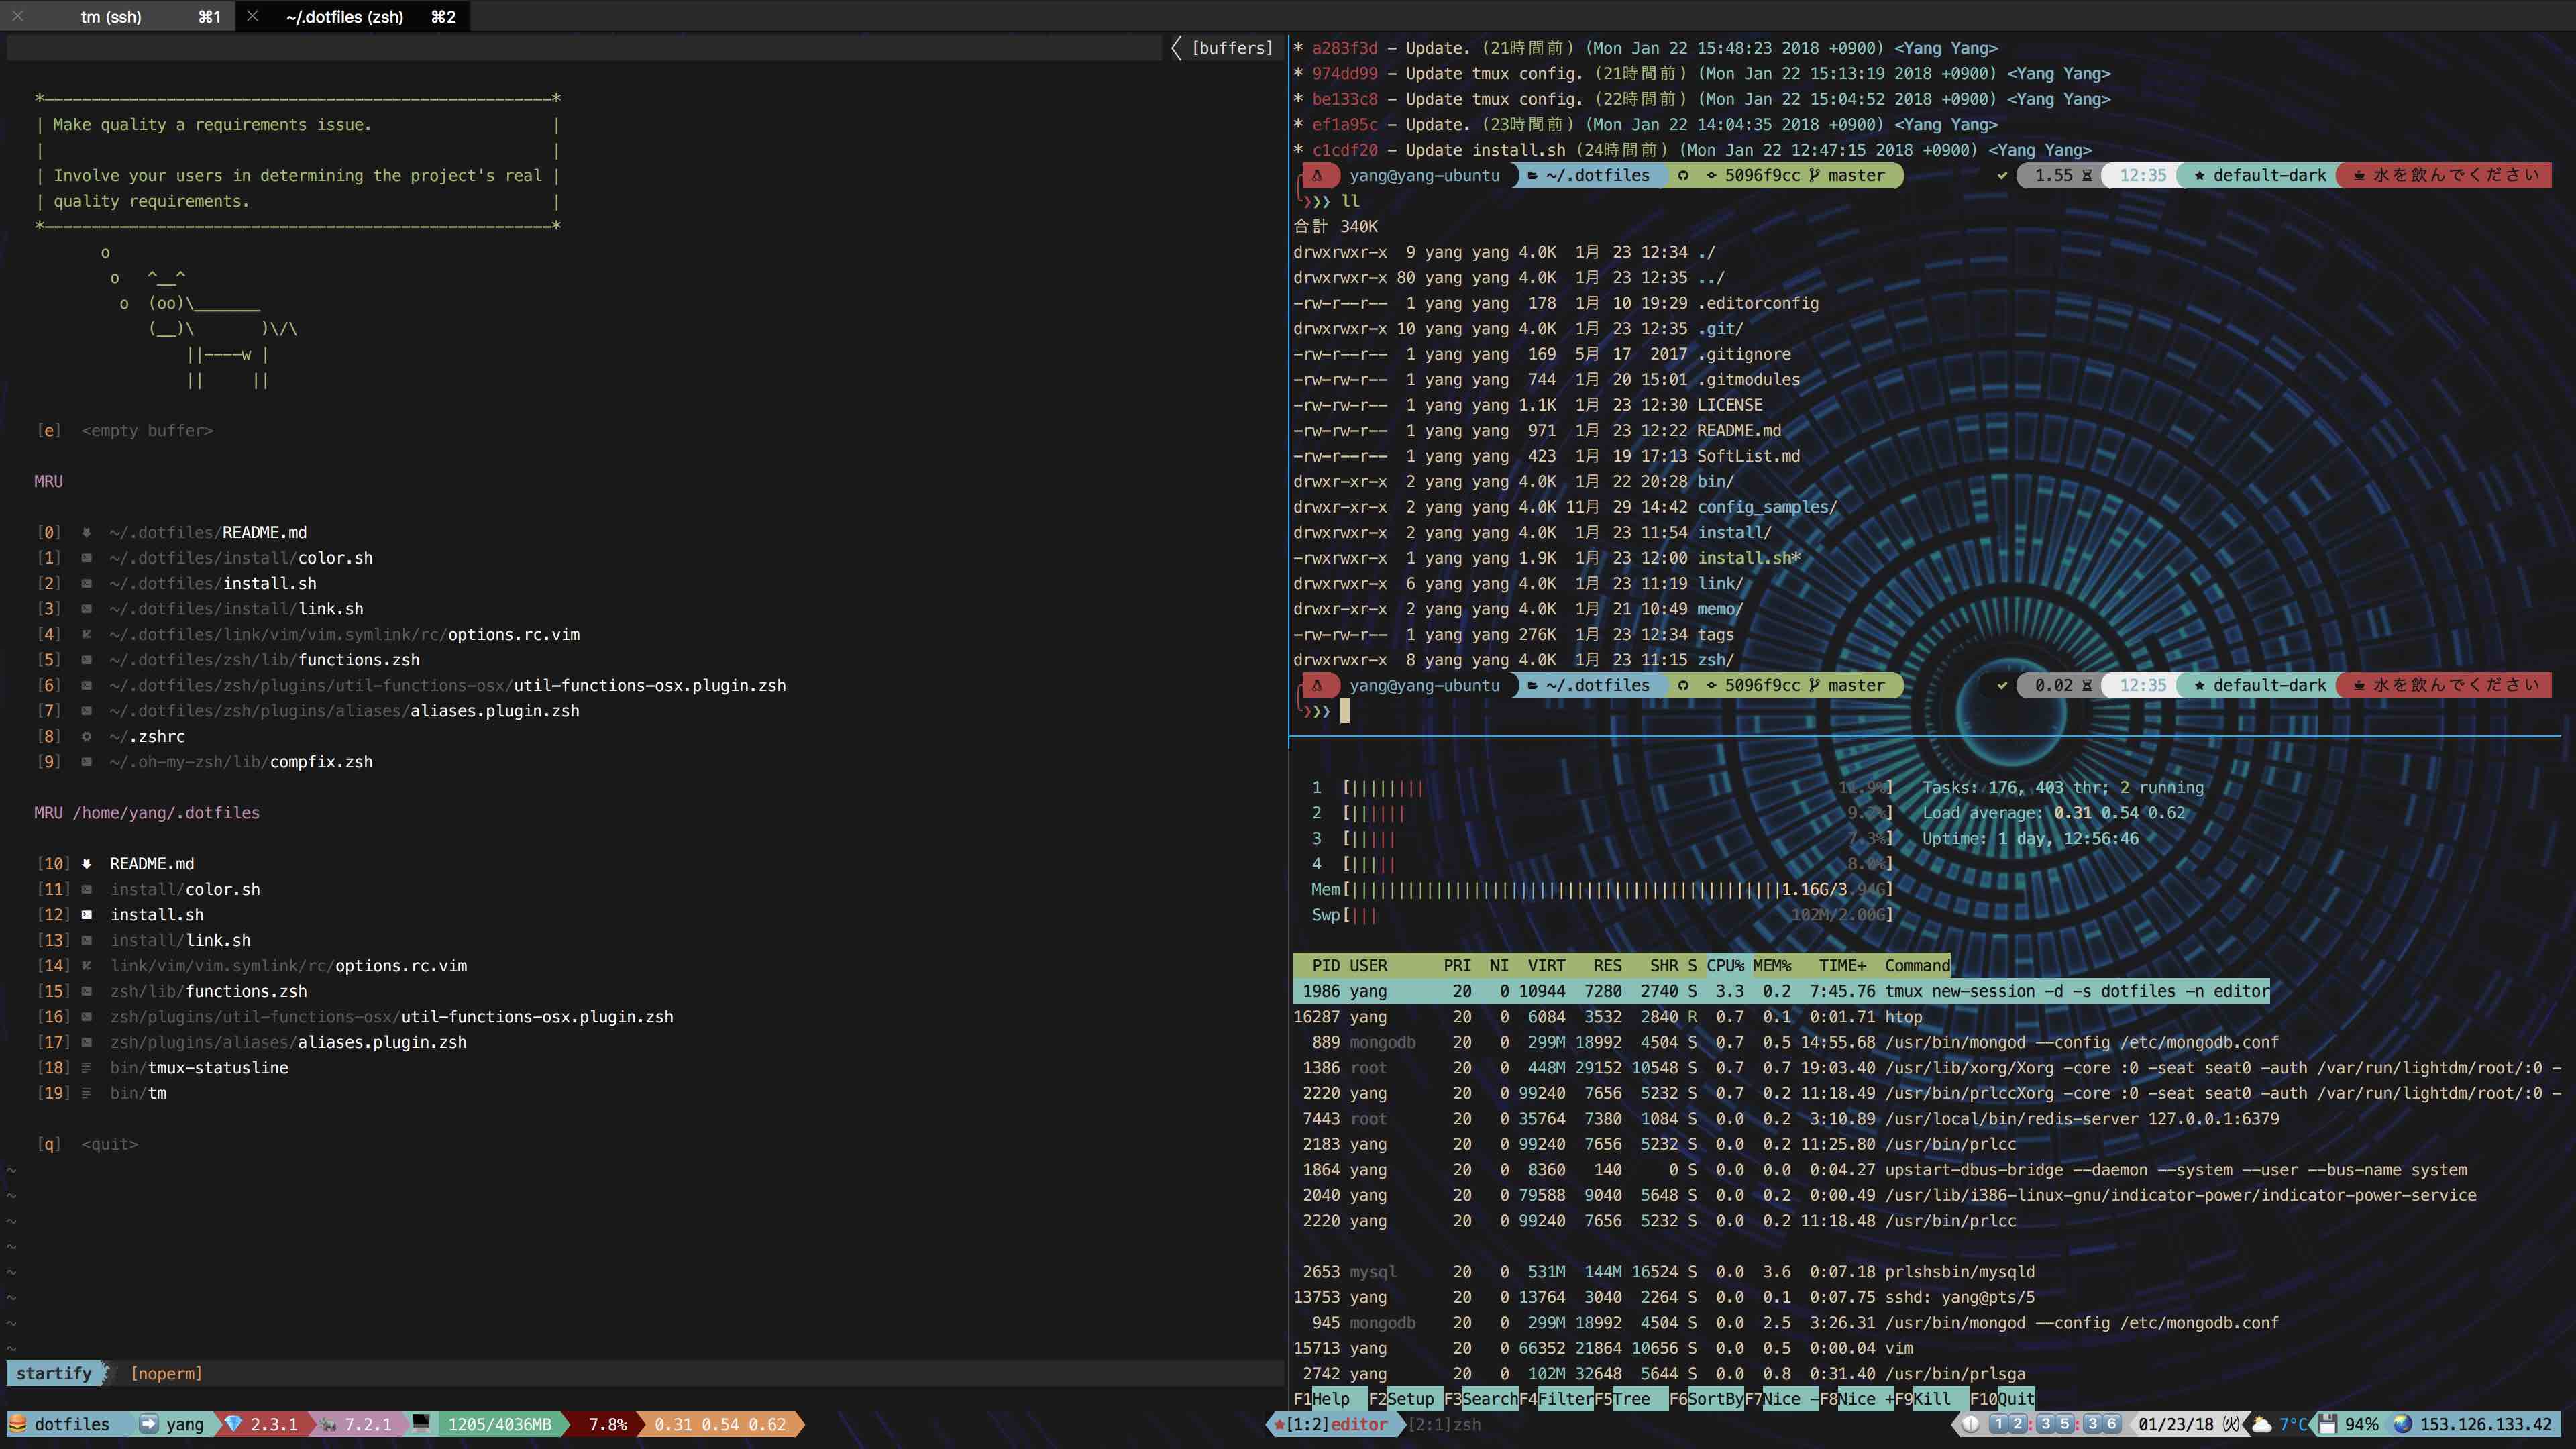 tm (ssh) ⌘1 ~/.dotfiles (zsh) ⌘2
[buffers]
*------------------------------------------------------*
| Make quality a requirements issue. |
| |
| Involve your users in determining the project's real |
| quality requirements. |
*------------------------------------------------------*
o
o ^__^
o (oo)\_______
(__)\ )\/\
||----w |
|| ||
[e] <empty buffer>
MRU
[0] ~/.dotfiles/README.md
[1] ~/.dotfiles/install/color.sh
[2] ~/.dotfiles/install.sh
[3] ~/.dotfiles/install/link.sh
[4] ~/.dotfiles/link/vim/vim.symlink/rc/options.rc.vim
[5] ~/.dotfiles/zsh/lib/functions.zsh
[6] ~/.dotfiles/zsh/plugins/util-functions-osx/util-functions-osx.plugin.zsh
[7] ~/.dotfiles/zsh/plugins/aliases/aliases.plugin.zsh
[8] ~/.zshrc
[9] ~/.oh-my-zsh/lib/compfix.zsh
MRU /home/yang/.dotfiles
[10] README.md
[11] install/color.sh
[12] install.sh
[13] install/link.sh
[14] link/vim/vim.symlink/rc/options.rc.vim
[15] zsh/lib/functions.zsh
[16] zsh/plugins/util-functions-osx/util-functions-osx.plugin.zsh
[17] zsh/plugins/aliases/aliases.plugin.zsh
[18] bin/tmux-statusline
[19] bin/tm
[q] <quit>
~
~
~
~
~
~
~
~
startify [noperm]
* a283f3d - Update. (21時間前) (Mon Jan 22 15:48:23 2018 +0900) <Yang Yang>
* 974dd99 - Update tmux config. (21時間前) (Mon Jan 22 15:13:19 2018 +0900) <Yang Yang>
* be133c8 - Update tmux config. (22時間前) (Mon Jan 22 15:04:52 2018 +0900) <Yang Yang>
* ef1a95c - Update. (23時間前) (Mon Jan 22 14:04:35 2018 +0900) <Yang Yang>
* c1cdf20 - Update install.sh (24時間前) (Mon Jan 22 12:47:15 2018 +0900) <Yang Yang>
yang@yang-ubuntu ~/.dotfiles 5096f9cc master ✔ 1.55 12:35 ★ default-dark 水を飲んでください
❯❯❯ ll
合計 340K
drwxrwxr-x 9 yang yang 4.0K 1月 23 12:34 ./
drwxrwxr-x 80 yang yang 4.0K 1月 23 12:35 ../
-rw-r--r-- 1 yang yang 178 1月 10 19:29 .editorconfig
drwxrwxr-x 10 yang yang 4.0K 1月 23 12:35 .git/
-rw-r--r-- 1 yang yang 169 5月 17 2017 .gitignore
-rw-rw-r-- 1 yang yang 744 1月 20 15:01 .gitmodules
-rw-rw-r-- 1 yang yang 1.1K 1月 23 12:30 LICENSE
-rw-rw-r-- 1 yang yang 971 1月 23 12:22 README.md
-rw-rw-r-- 1 yang yang 423 1月 19 17:13 SoftList.md
drwxr-xr-x 2 yang yang 4.0K 1月 22 20:28 bin/
drwxr-xr-x 2 yang yang 4.0K 11月 29 14:42 config_samples/
drwxrwxr-x 2 yang yang 4.0K 1月 23 11:54 install/
-rwxrwxr-x 1 yang yang 1.9K 1月 23 12:00 install.sh*
drwxrwxr-x 6 yang yang 4.0K 1月 23 11:19 link/
drwxr-xr-x 2 yang yang 4.0K 1月 21 10:49 memo/
-rw-rw-r-- 1 yang yang 276K 1月 23 12:34 tags
drwxrwxr-x 8 yang yang 4.0K 1月 23 11:15 zsh/
yang@yang-ubuntu ~/.dotfiles 5096f9cc master ✔ 0.02 12:35 ★ default-dark 水を飲んでください
❯❯❯
1 [|||||||| 11.9%] Tasks: 176, 403 thr; 2 running
2 [|||||| ] Load average: 0.31 0.54 0.62
3 [||||| 7.3%] Uptime: 1 day, 12:56:46
4 [||||| ]
Mem[||||||||||||||||||||||||||||||||||||||||||||||1.16G/3.94G]
Swp[||| 102M/2.00G]
PID USER PRI NI VIRT RES SHR S CPU% MEM% TIME+ Command
1986 yang 20 0 10944 7280 2740 S 3.3 0.2 7:45.76 tmux new-session -d -s dotfiles -n editor
16287 yang 20 0 6084 3532 2840 R 0.7 0.1 0:01.71 htop
889 mongodb 20 0 299M 18992 4504 S 0.7 0.5 14:55.68 /usr/bin/mongod --config /etc/mongodb.conf
1386 root 20 0 448M 29152 10548 S 0.7 0.7 19:03.40 /usr/lib/xorg/Xorg -core :0 -seat seat0 -auth /var/run/lightdm/root/:0 -
2220 yang 20 0 99240 7656 5232 S 0.7 0.2 11:18.49 /usr/bin/prlccXorg -core :0 -seat seat0 -auth /var/run/lightdm/root/:0 -
7443 root 20 0 35764 7380 1084 S 0.0 0.2 3:10.89 /usr/local/bin/redis-server 127.0.0.1:6379
2183 yang 20 0 99240 7656 5232 S 0.0 0.2 11:25.80 /usr/bin/prlcc
1864 yang 20 0 8360 140 0 S 0.0 0.0 0:04.27 upstart-dbus-bridge --daemon --system --user --bus-name system
2040 yang 20 0 79588 9040 5648 S 0.0 0.2 0:00.49 /usr/lib/i386-linux-gnu/indicator-power/indicator-power-service
2220 yang 20 0 99240 7656 5232 S 0.0 0.2 11:18.48 /usr/bin/prlcc
2653 mysql 20 0 531M 144M 16524 S 0.0 3.6 0:07.18 prlshsbin/mysqld
13753 yang 20 0 13764 3040 2264 S 0.0 0.1 0:07.75 sshd: yang@pts/5
945 mongodb 20 0 299M 18992 4504 S 0.0 2.5 3:26.31 /usr/bin/mongod --config /etc/mongodb.conf
15713 yang 20 0 66352 21864 10656 S 0.0 0.5 0:00.04 vim
2742 yang 20 0 102M 32648 5644 S 0.0 0.8 0:31.40 /usr/bin/prlsga
F1Help F2Setup F3SearchF4FilterF5Tree F6SortByF7Nice -F8Nice +F9Kill F10Quit
dotfiles yang 2.3.1 7.2.1 1205/4036MB 7.8% 0.31 0.54 0.62 ★[1:2]editor [2:1]zsh 12:35:36 01/23/18 (火) 7°C 94% 153.126.133.42